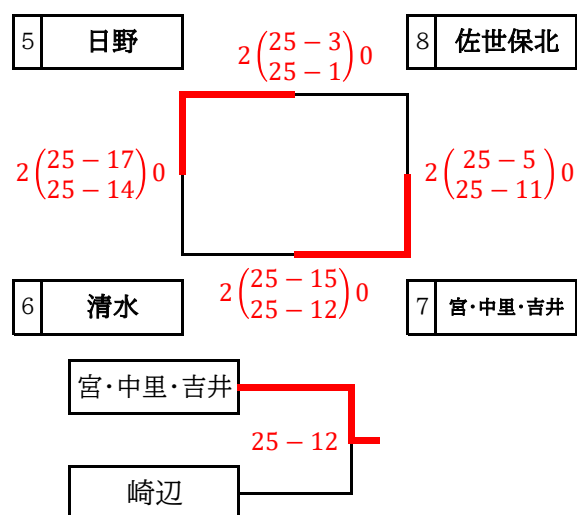 5 日野
8 佐世保北
2(25 − 3
25 − 1)0
2(25 − 17
25 − 14)0
2(25 − 5
25 − 11)0
2(25 − 15
25 − 12)0
6 清水
7 宮・中里・吉井
宮・中里・吉井
25 − 12
崎辺